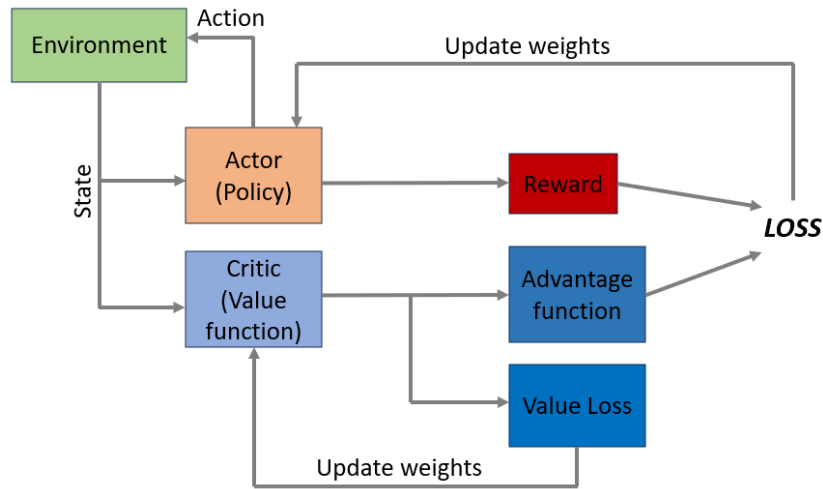 Action
Environment
Update weights
State
Actor
(Policy)
Reward
LOSS
Critic
(Value
function)
Advantage
function
Value Loss
Update weights